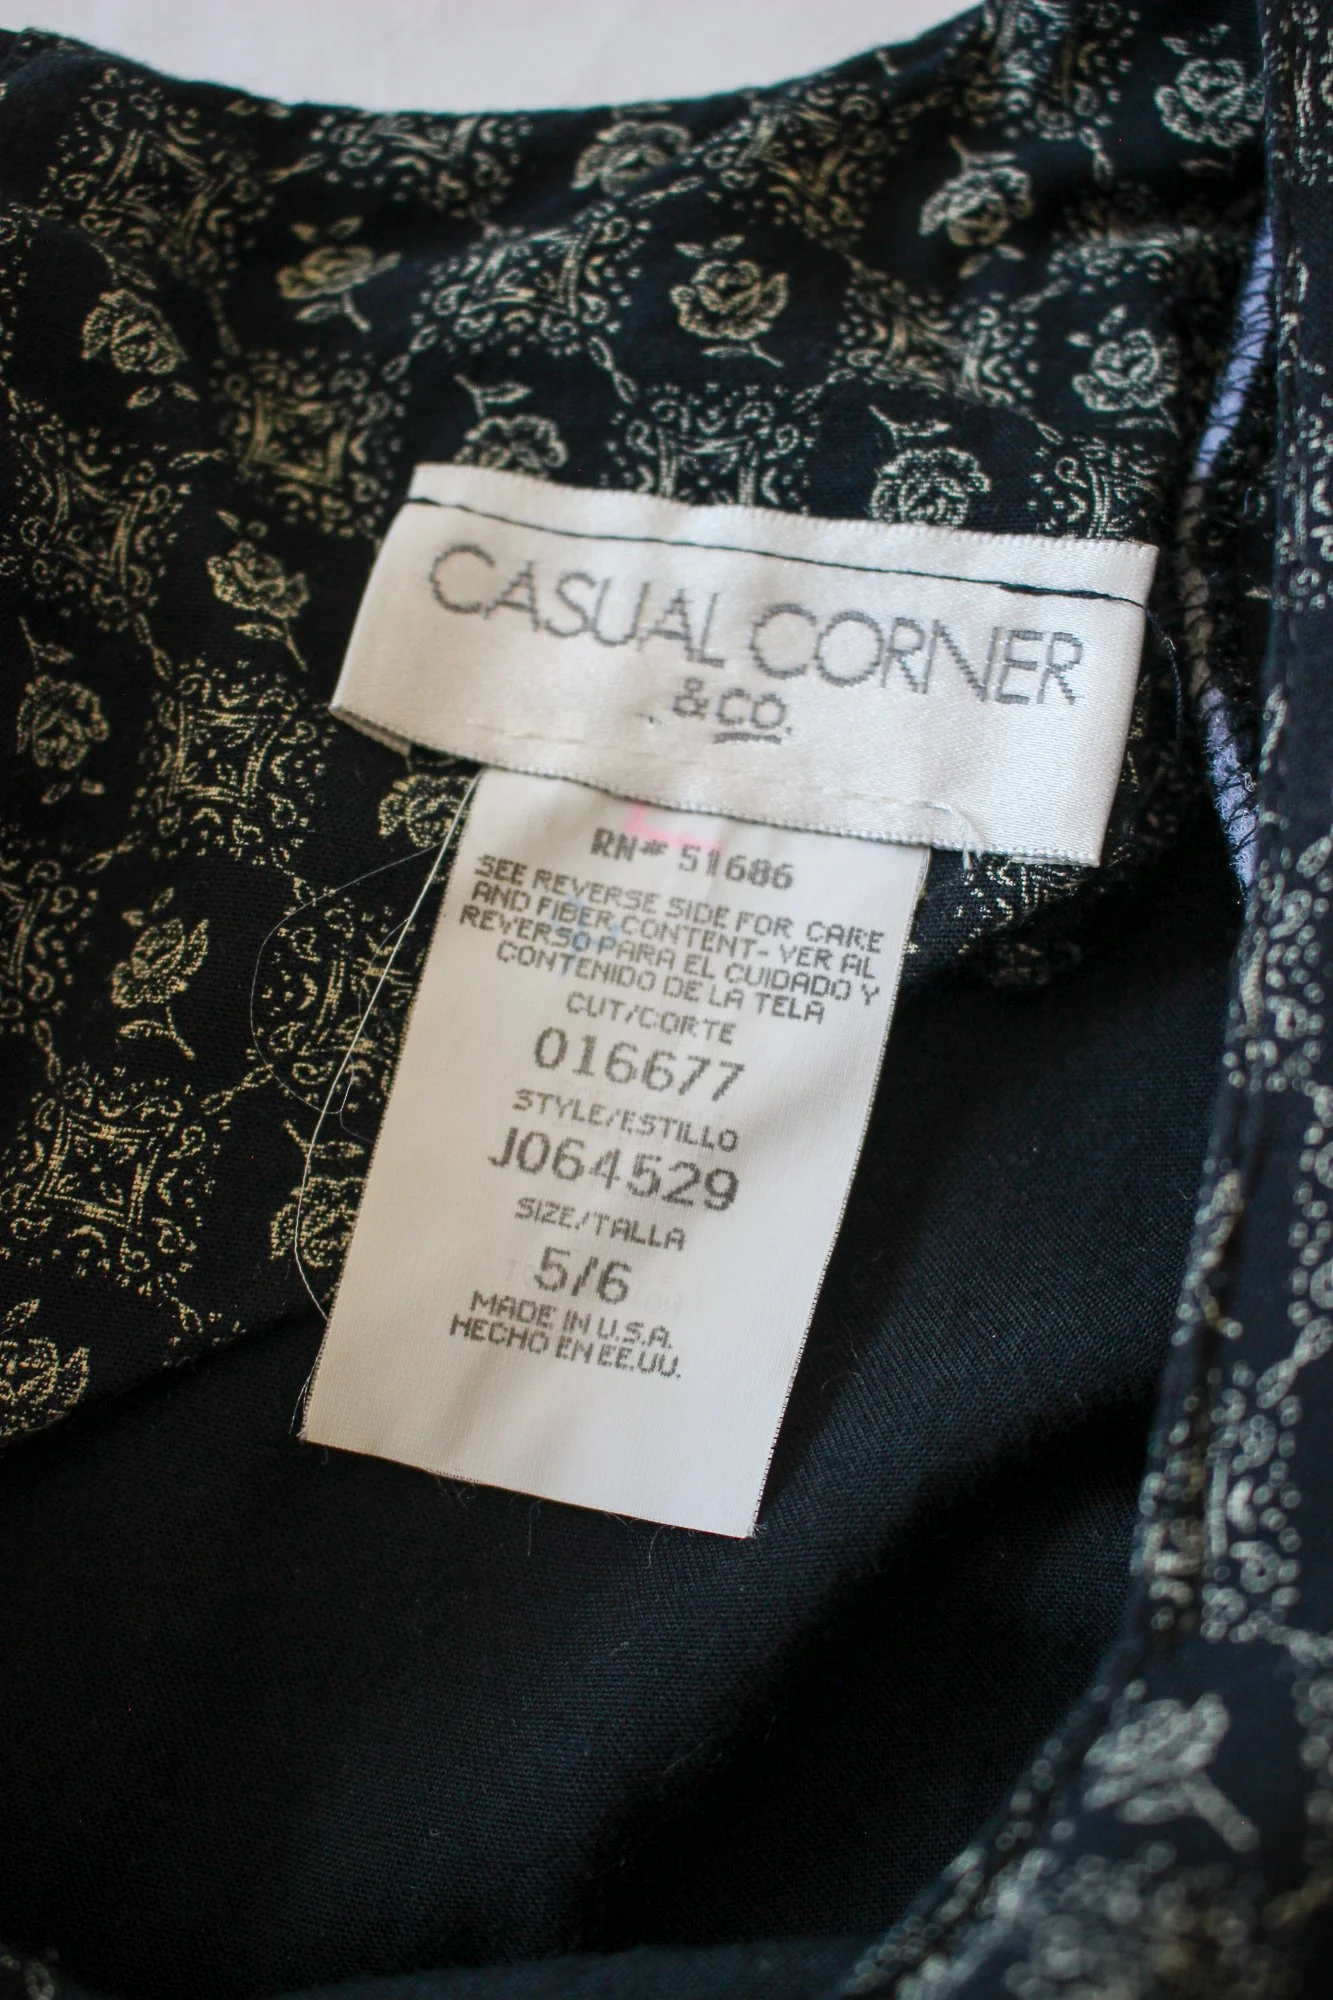 CASUAL CORNER
& CO.
RN# 51686
SEE REVERSE SIDE FOR CARE
AND FIBER CONTENT- VER AL
REVERSO PARA EL CUIDADO Y
CONTENIDO DE LA TELA
CUT/CORTE
016677
STYLE/ESTILLO
J064529
SIZE/TALLA
5/6
MADE IN U.S.A.
HECHO EN EE.UU.